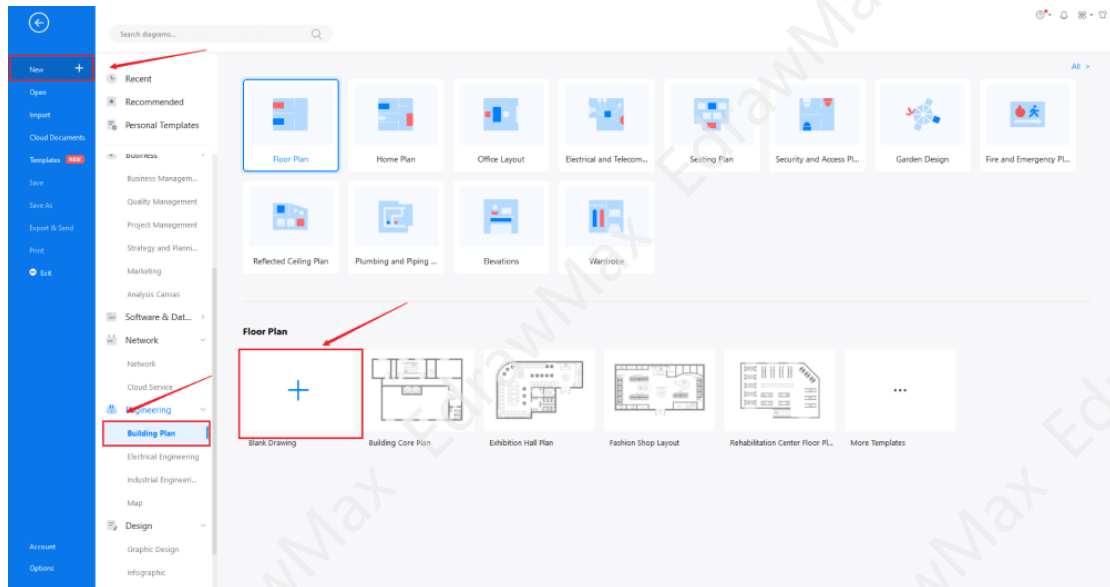 Search diagrams...
New +
Open
Import
Cloud Documents
Templates NEW
Save
Save As
Export & Send
Print
Exit
Account
Options
Recent
Recommended
Personal Templates
Business
Business Managem...
Quality Management
Project Management
Strategy and Planni...
Marketing
Analysis Canvas
Software & Dat...
Network
Network
Cloud Service
Engineering
Building Plan
Electrical Engineering
Industrial Engineeri...
Map
Design
Graphic Design
Infographic
All >
Floor Plan
Home Plan
Office Layout
Electrical and Telecom...
Seating Plan
Security and Access Pl...
Garden Design
Fire and Emergency Pl...
Reflected Ceiling Plan
Plumbing and Piping ...
Elevations
Wardrobe
Floor Plan
Blank Drawing
Building Core Plan
Exhibition Hall Plan
Fashion Shop Layout
Rehabilitation Center Floor Pl...
More Templates
EdrawMax
EdrawMax